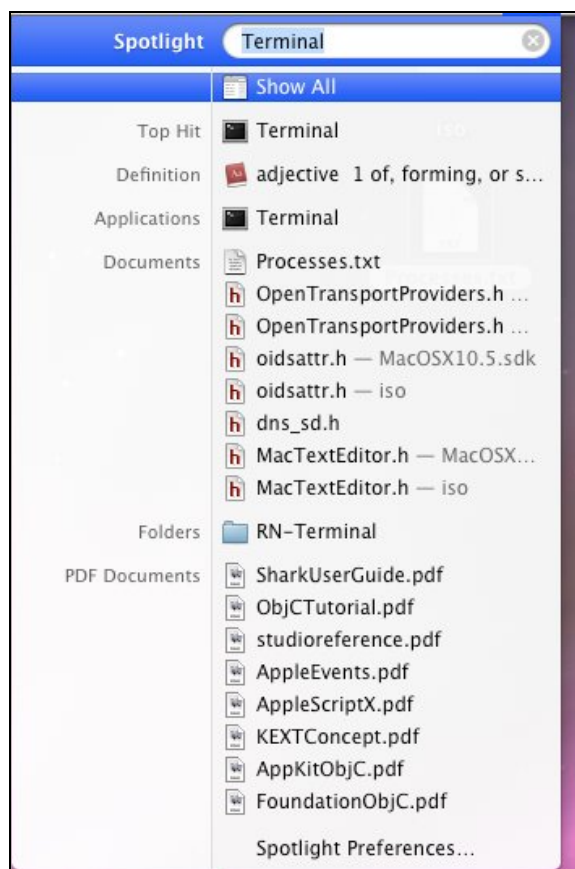 Spotlight Terminal
Show All
Top Hit Terminal
Definition adjective 1 of, forming, or s...
Applications Terminal
Documents Processes.txt
OpenTransportProviders.h ...
OpenTransportProviders.h ...
oidsattr.h — MacOSX10.5.sdk
oidsattr.h — iso
dns_sd.h
MacTextEditor.h — MacOSX...
MacTextEditor.h — iso
Folders RN-Terminal
PDF Documents SharkUserGuide.pdf
ObjCTutorial.pdf
studioreference.pdf
AppleEvents.pdf
AppleScriptX.pdf
KEXTConcept.pdf
AppKitObjC.pdf
FoundationObjC.pdf
Spotlight Preferences...